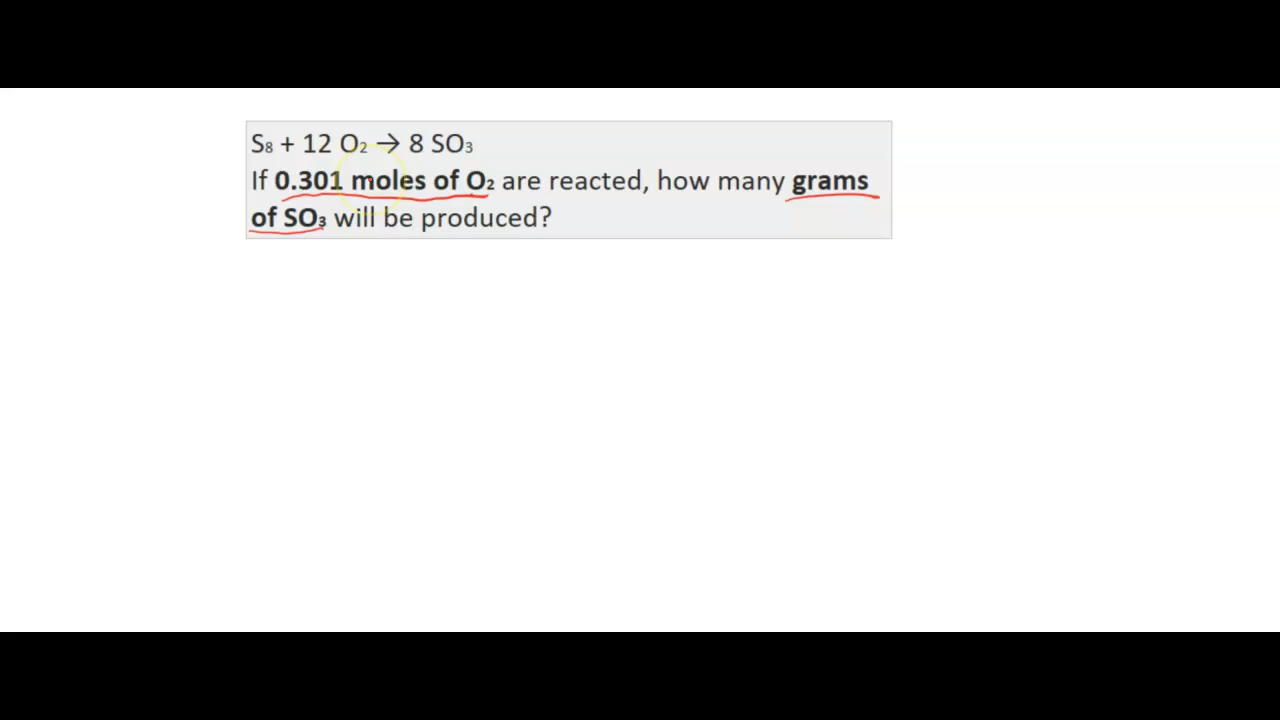 S₈ + 12 O₂ → 8 SO₃
If 0.301 moles of O₂ are reacted, how many grams
of SO₃ will be produced?